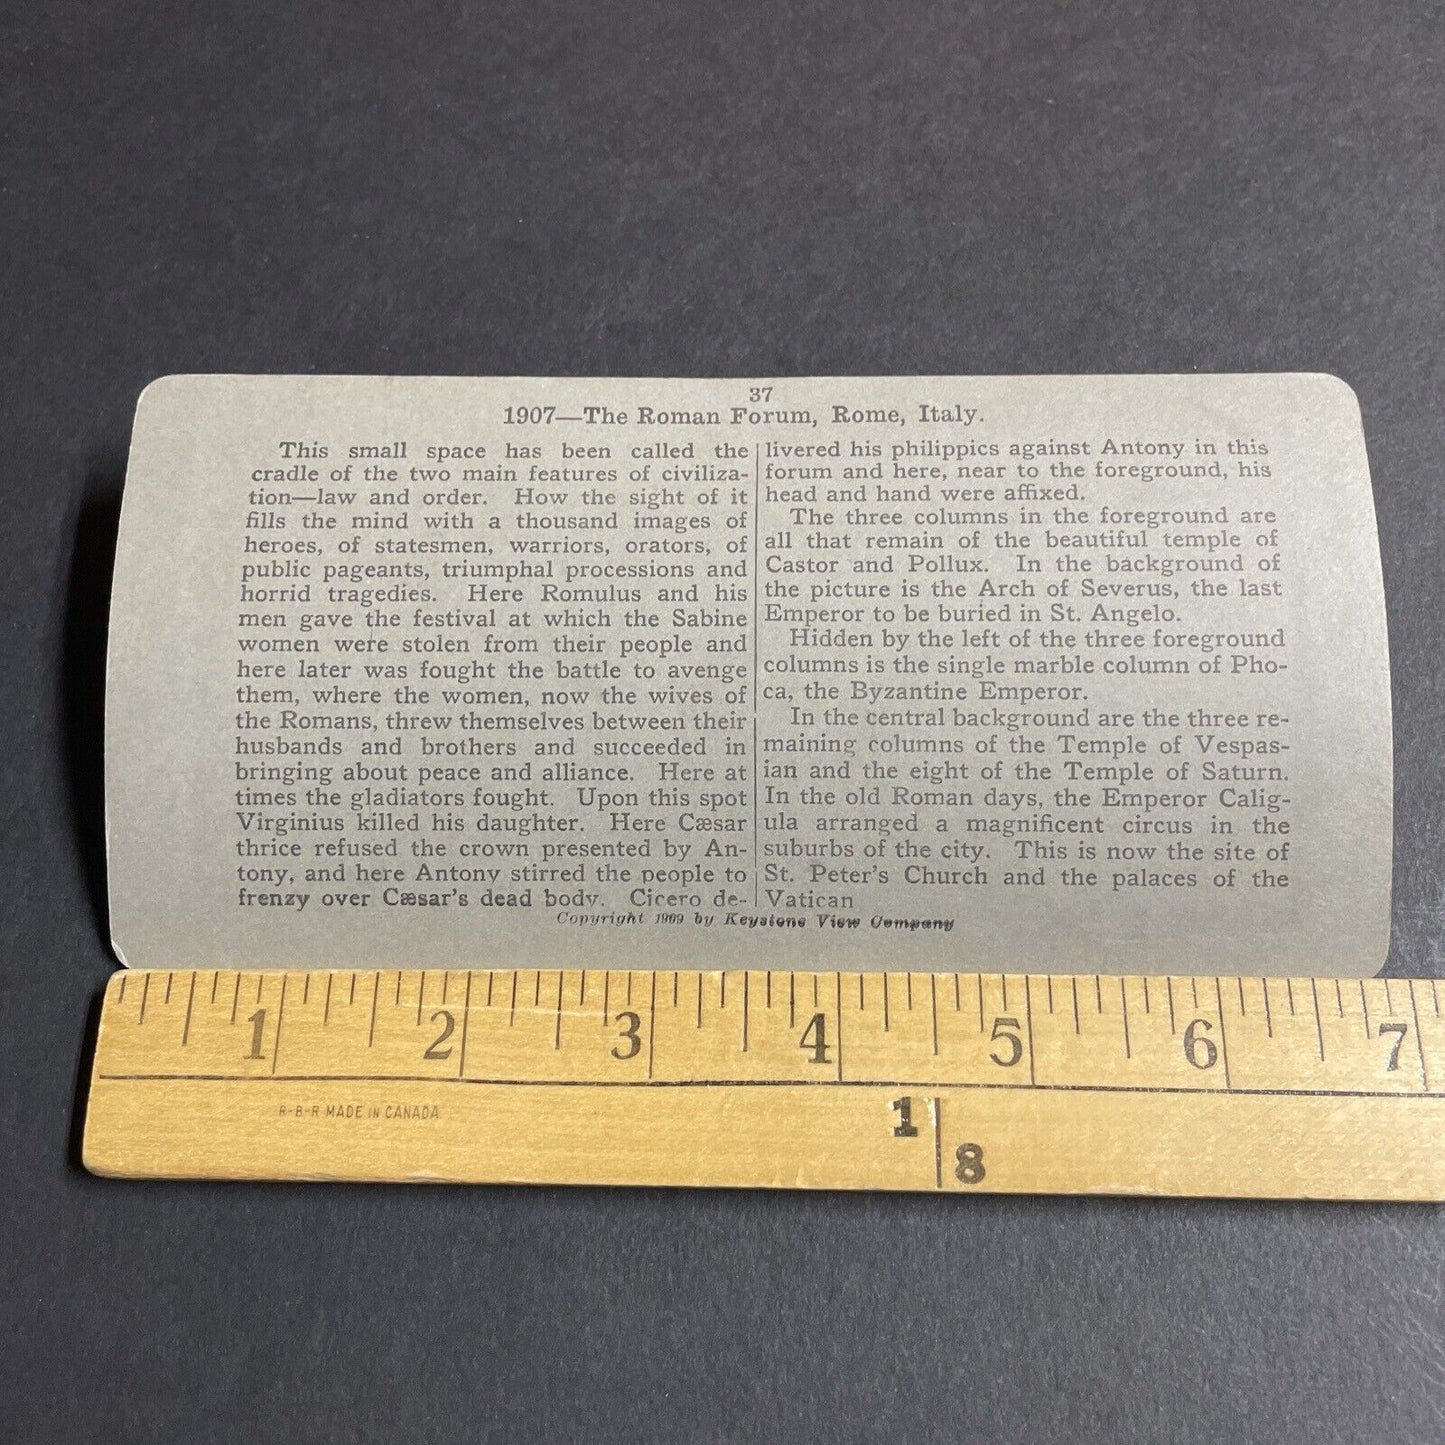 37
1907—The Roman Forum, Rome, Italy.
This small space has been called the
cradle of the two main features of civiliza-
tion—law and order. How the sight of it
fills the mind with a thousand images of
heroes, of statesmen, warriors, orators, of
public pageants, triumphal processions and
horrid tragedies. Here Romulus and his
men gave the festival at which the Sabine
women were stolen from their people and
here later was fought the battle to avenge
them, where the women, now the wives of
the Romans, threw themselves between their
husbands and brothers and succeeded in
bringing about peace and alliance. Here at
times the gladiators fought. Upon this spot
Virginius killed his daughter. Here Cæsar
thrice refused the crown presented by An-
tony, and here Antony stirred the people to
frenzy over Cæsar's dead body. Cicero de-
livered his philippics against Antony in this
forum and here, near to the foreground, his
head and hand were affixed.
The three columns in the foreground are
all that remain of the beautiful temple of
Castor and Pollux. In the background of
the picture is the Arch of Severus, the last
Emperor to be buried in St. Angelo.
Hidden by the left of the three foreground
columns is the single marble column of Pho-
ca, the Byzantine Emperor.
In the central background are the three re-
maining columns of the Temple of Vespas-
ian and the eight of the Temple of Saturn.
In the old Roman days, the Emperor Calig-
ula arranged a magnificent circus in the
suburbs of the city. This is now the site of
St. Peter's Church and the palaces of the
Vatican
Copyright 1909 by Keystone View Company
1 2 3 4 5 6 7
R-B-R MADE IN CANADA
1
8